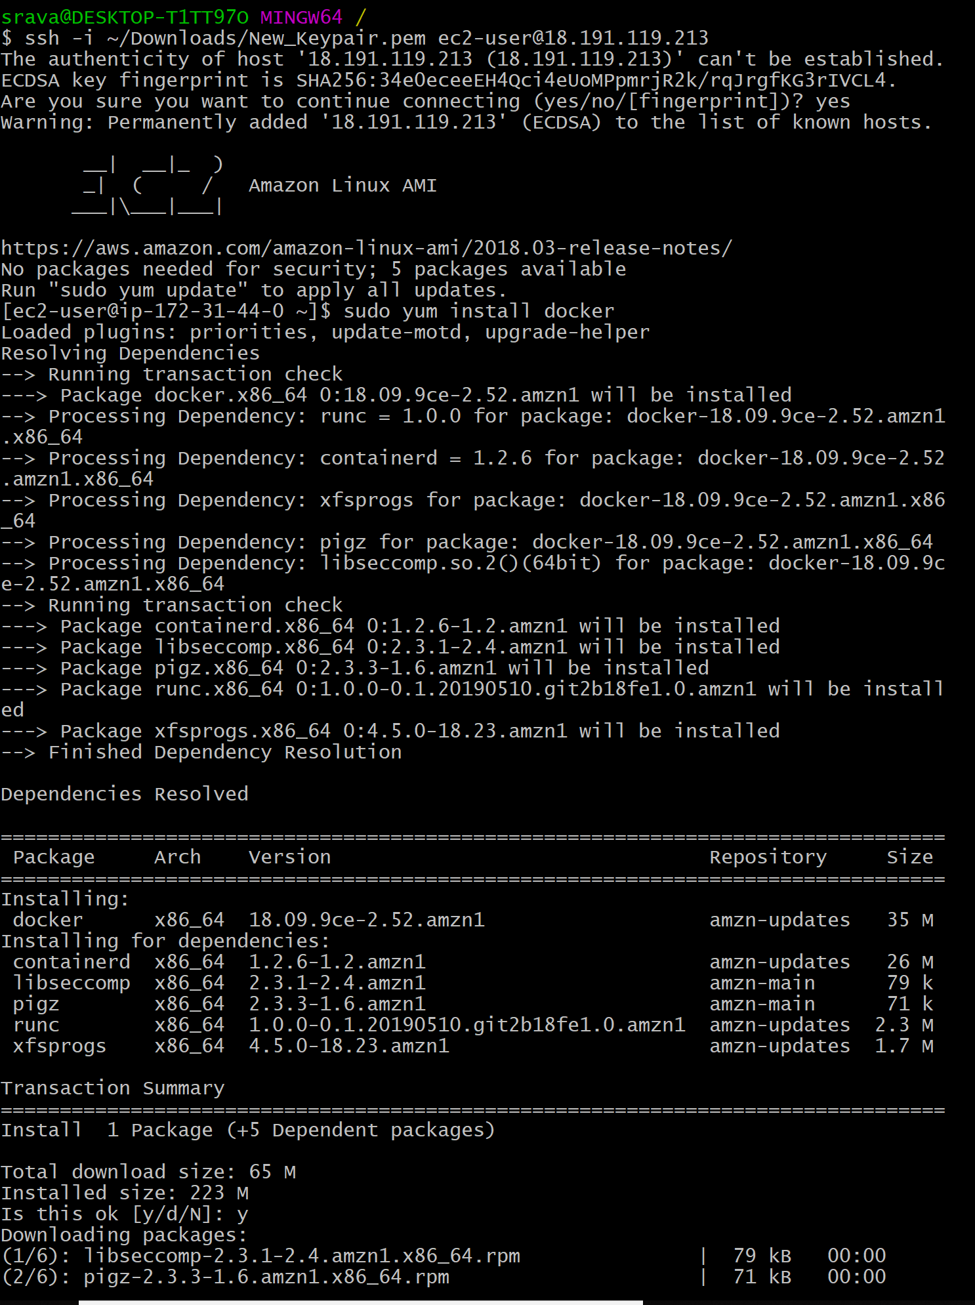 srava@DESKTOP-T1TT97O MINGW64 /
$ ssh -i ~/Downloads/New_Keypair.pem ec2-user@18.191.119.213
The authenticity of host '18.191.119.213 (18.191.119.213)' can't be established.
ECDSA key fingerprint is SHA256:34eOeceeEH4Qci4eUoMPpmrjR2k/rqJrgfKG3rIVCL4.
Are you sure you want to continue connecting (yes/no/[fingerprint])? yes
Warning: Permanently added '18.191.119.213' (ECDSA) to the list of known hosts.

       __|  __|_  )
       _|  (     /   Amazon Linux AMI
      ___|\___|___|

https://aws.amazon.com/amazon-linux-ami/2018.03-release-notes/
No packages needed for security; 5 packages available
Run "sudo yum update" to apply all updates.
[ec2-user@ip-172-31-44-0 ~]$ sudo yum install docker
Loaded plugins: priorities, update-motd, upgrade-helper
Resolving Dependencies
--> Running transaction check
---> Package docker.x86_64 0:18.09.9ce-2.52.amzn1 will be installed
--> Processing Dependency: runc = 1.0.0 for package: docker-18.09.9ce-2.52.amzn1
.x86_64
--> Processing Dependency: containerd = 1.2.6 for package: docker-18.09.9ce-2.52
.amzn1.x86_64
--> Processing Dependency: xfsprogs for package: docker-18.09.9ce-2.52.amzn1.x86
_64
--> Processing Dependency: pigz for package: docker-18.09.9ce-2.52.amzn1.x86_64
--> Processing Dependency: libseccomp.so.2()(64bit) for package: docker-18.09.9c
e-2.52.amzn1.x86_64
--> Running transaction check
---> Package containerd.x86_64 0:1.2.6-1.2.amzn1 will be installed
---> Package libseccomp.x86_64 0:2.3.1-2.4.amzn1 will be installed
---> Package pigz.x86_64 0:2.3.3-1.6.amzn1 will be installed
---> Package runc.x86_64 0:1.0.0-0.1.20190510.git2b18fe1.0.amzn1 will be install
ed
---> Package xfsprogs.x86_64 0:4.5.0-18.23.amzn1 will be installed
--> Finished Dependency Resolution

Dependencies Resolved

================================================================================
 Package     Arch    Version                                Repository     Size
================================================================================
Installing:
 docker      x86_64  18.09.9ce-2.52.amzn1                   amzn-updates   35 M
Installing for dependencies:
 containerd  x86_64  1.2.6-1.2.amzn1                        amzn-updates   26 M
 libseccomp  x86_64  2.3.1-2.4.amzn1                        amzn-main      79 k
 pigz        x86_64  2.3.3-1.6.amzn1                        amzn-main      71 k
 runc        x86_64  1.0.0-0.1.20190510.git2b18fe1.0.amzn1  amzn-updates  2.3 M
 xfsprogs    x86_64  4.5.0-18.23.amzn1                      amzn-updates  1.7 M

Transaction Summary
================================================================================
Install  1 Package (+5 Dependent packages)

Total download size: 65 M
Installed size: 223 M
Is this ok [y/d/N]: y
Downloading packages:
(1/6): libseccomp-2.3.1-2.4.amzn1.x86_64.rpm               |  79 kB   00:00
(2/6): pigz-2.3.3-1.6.amzn1.x86_64.rpm                     |  71 kB   00:00